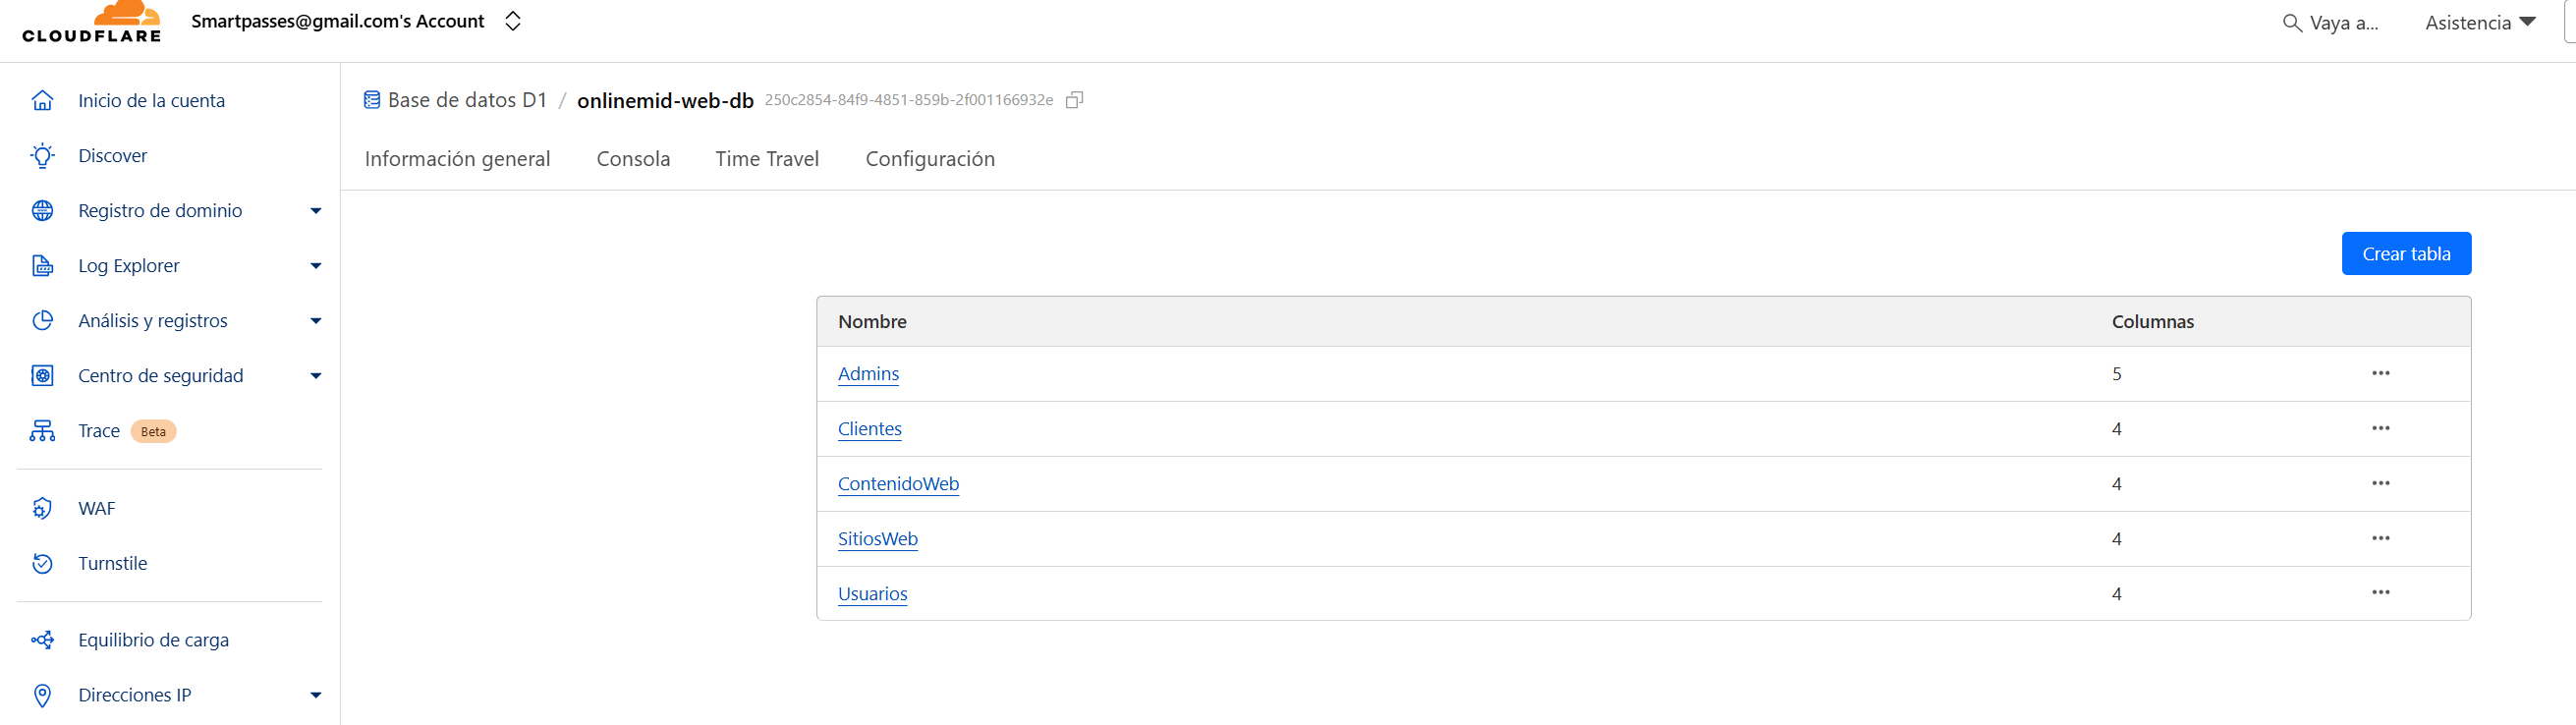 CLOUDFLARE
Smartpasses@gmail.com's Account
Vaya a...
Asistencia
Inicio de la cuenta
Discover
Registro de dominio
Log Explorer
Análisis y registros
Centro de seguridad
Trace Beta
WAF
Turnstile
Equilibrio de carga
Direcciones IP
Base de datos D1 / onlinemid-web-db 250c2854-84f9-4851-859b-2f001166932e
Información general Consola Time Travel Configuración
Crear tabla
Nombre Columnas
Admins 5
Clientes 4
ContenidoWeb 4
SitiosWeb 4
Usuarios 4